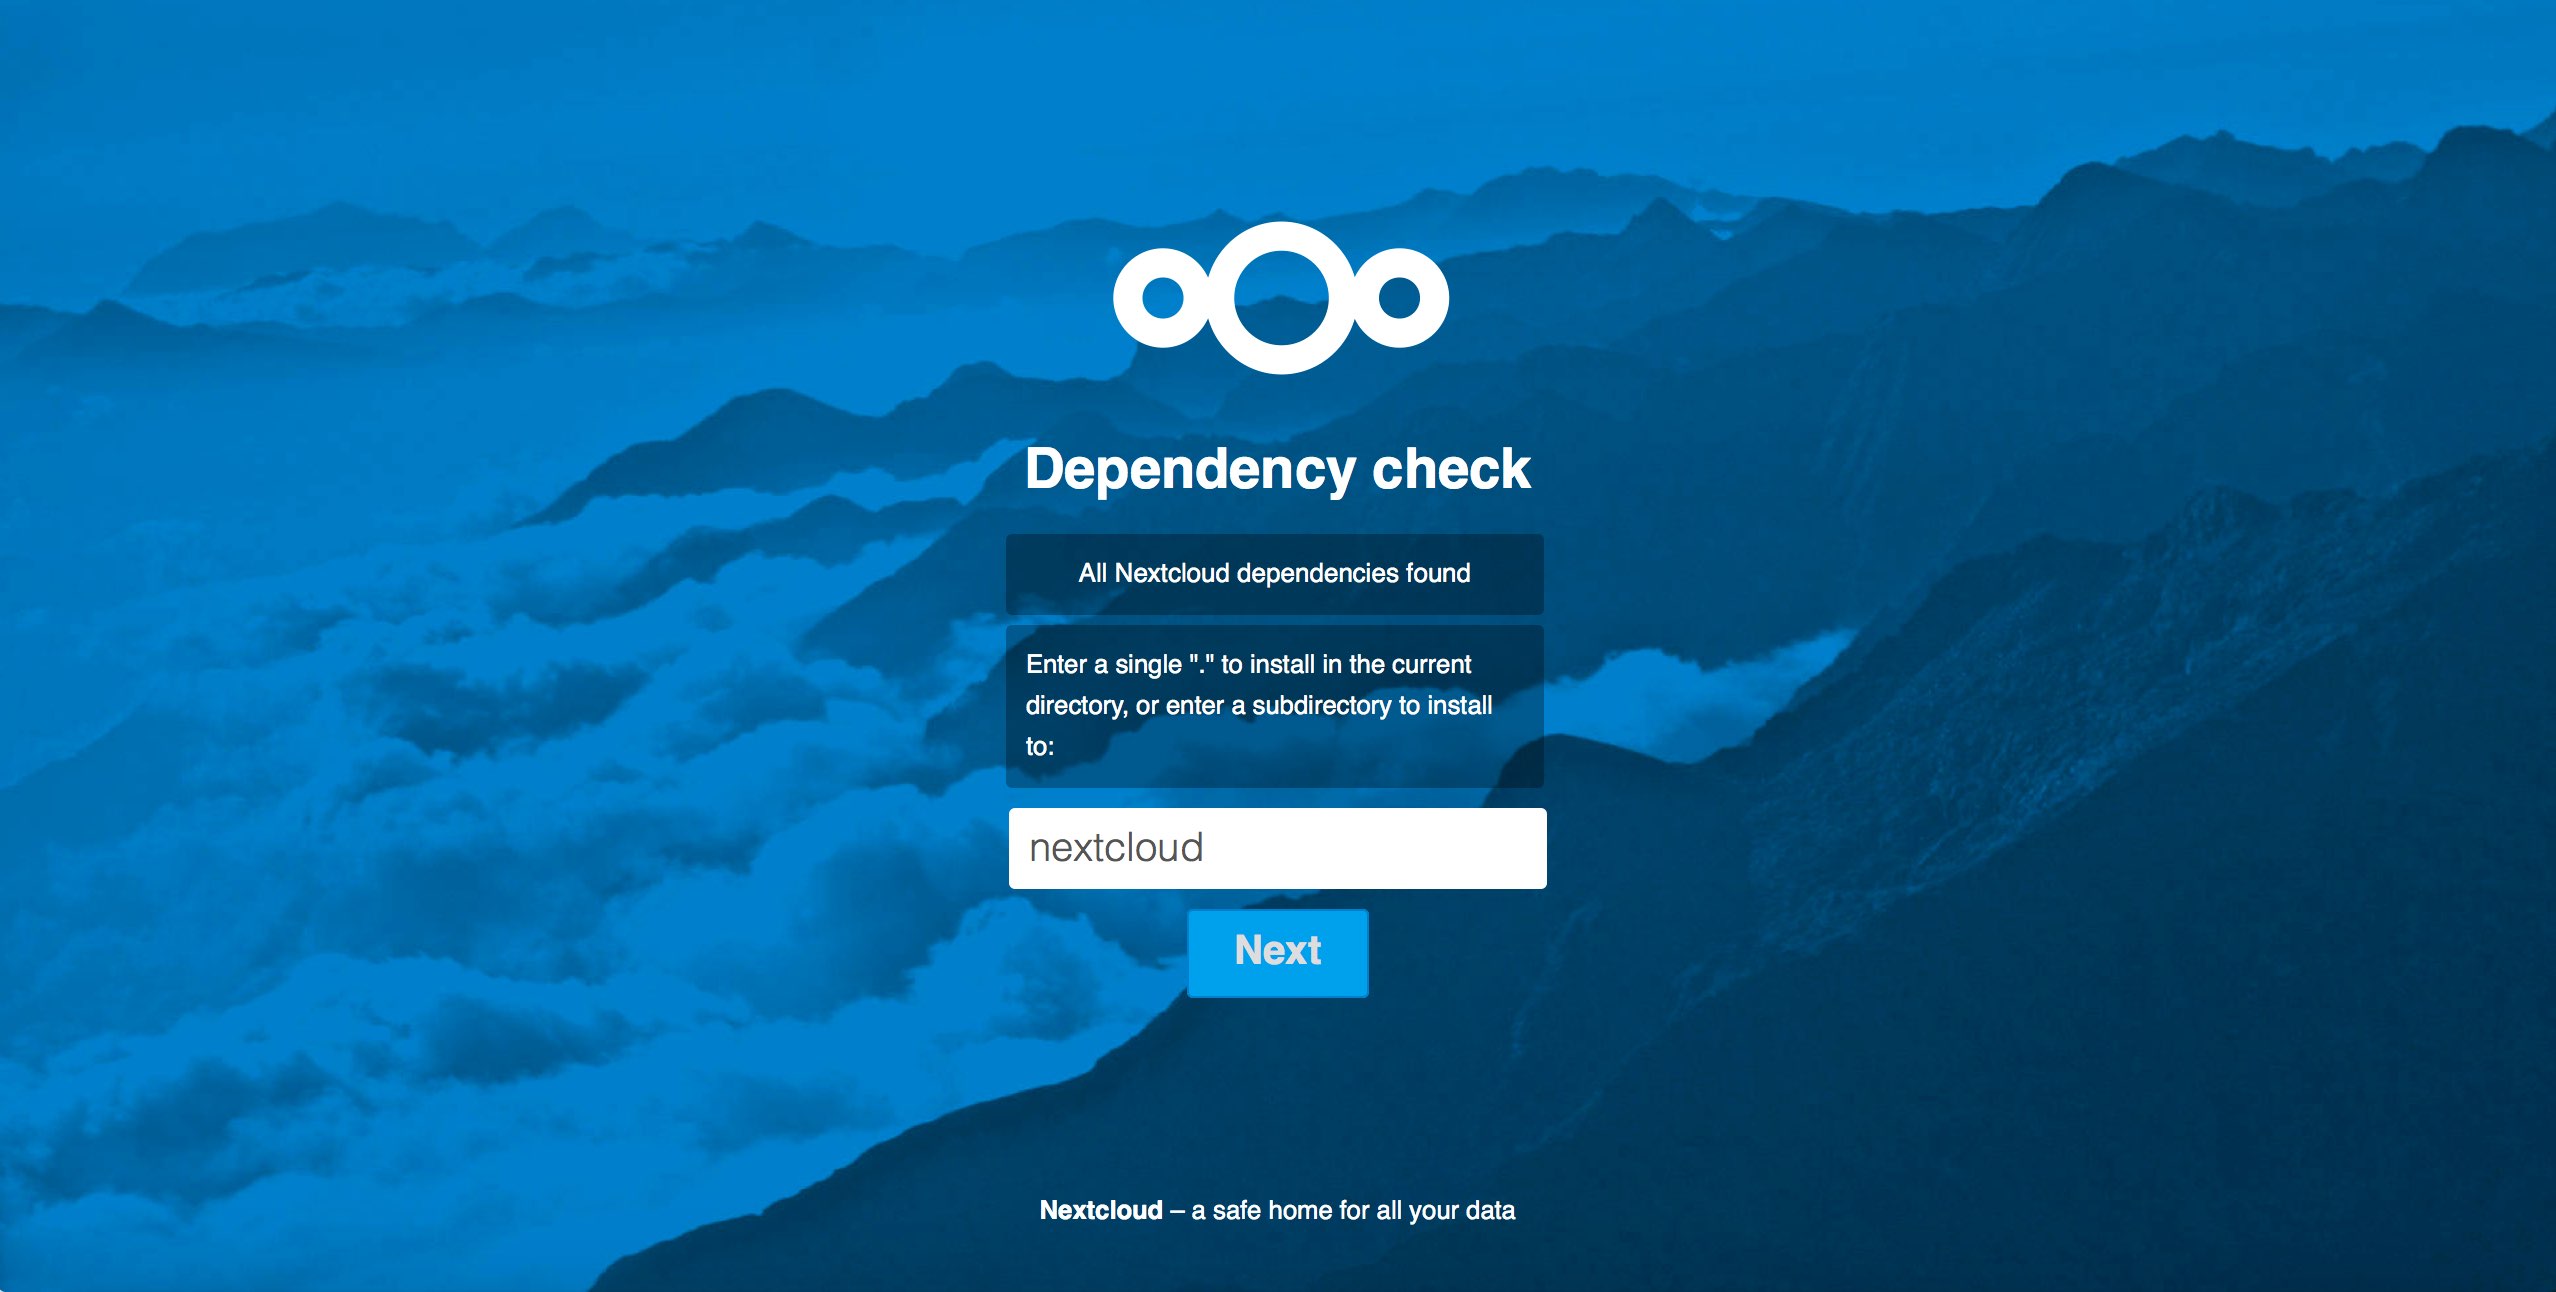 Dependency check
All Nextcloud dependencies found
Enter a single "." to install in the current
directory, or enter a subdirectory to install
to:
nextcloud
Next
Nextcloud – a safe home for all your data